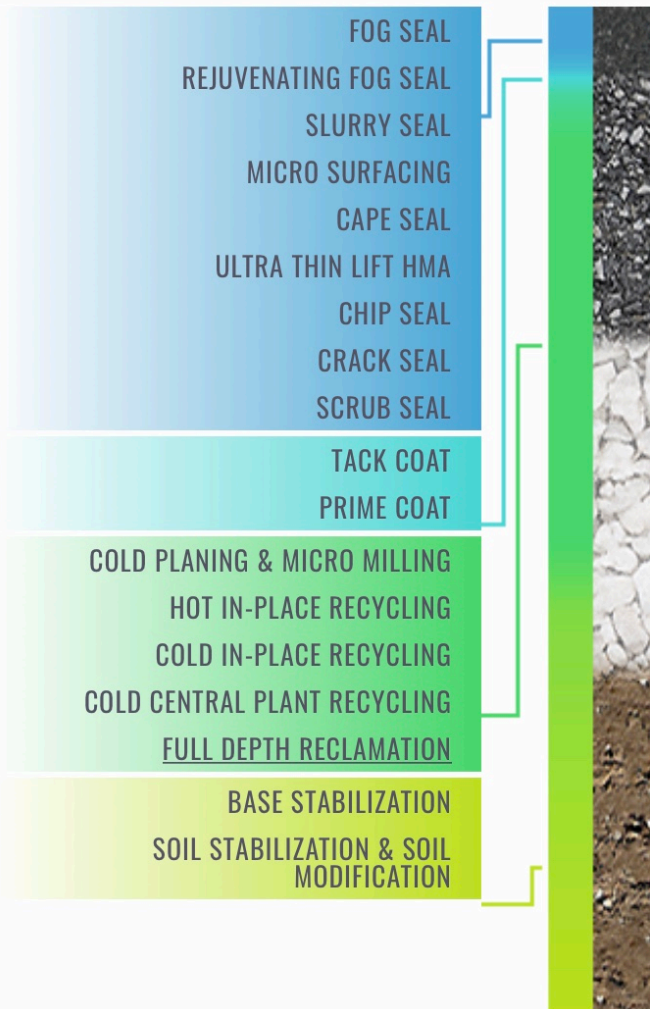 FOG SEAL
REJUVENATING FOG SEAL
SLURRY SEAL
MICRO SURFACING
CAPE SEAL
ULTRA THIN LIFT HMA
CHIP SEAL
CRACK SEAL
SCRUB SEAL
TACK COAT
PRIME COAT
COLD PLANING & MICRO MILLING
HOT IN-PLACE RECYCLING
COLD IN-PLACE RECYCLING
COLD CENTRAL PLANT RECYCLING
FULL DEPTH RECLAMATION
BASE STABILIZATION
SOIL STABILIZATION & SOIL
MODIFICATION